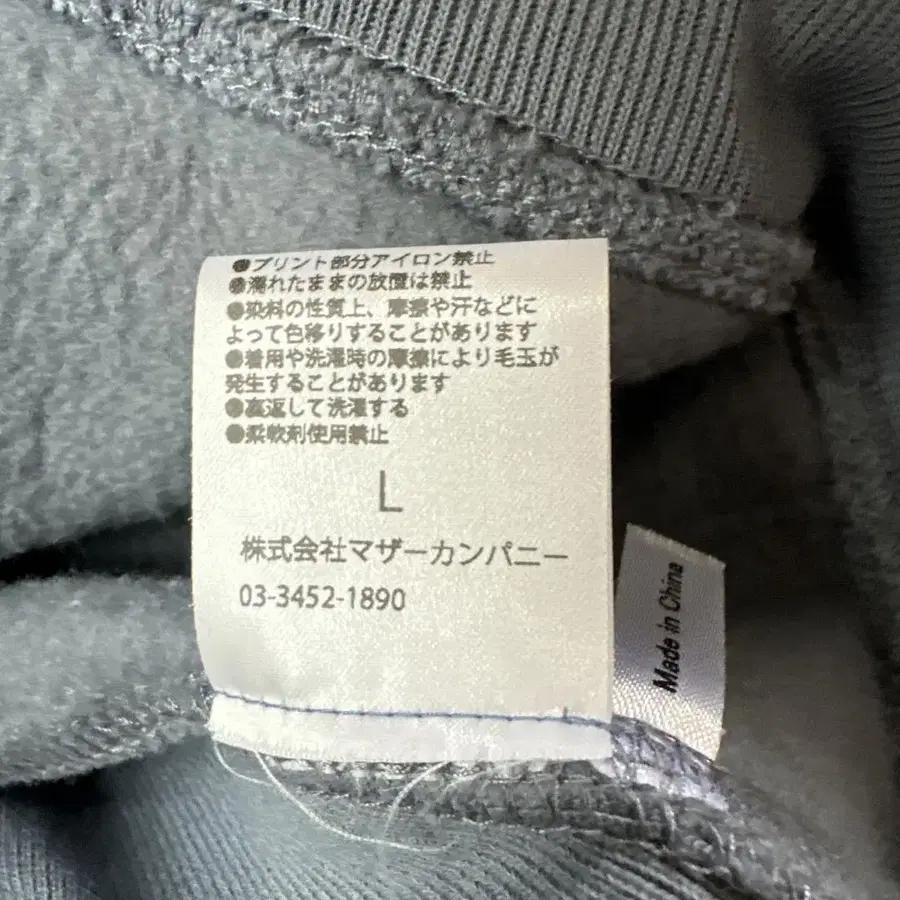 ●プリント部分アイロン禁止
●濡れたままの放置は禁止
●染料の性質上、摩擦や汗などに
よって色移りすることがあります
●着用や洗濯時の摩擦により毛玉が
発生することがあります
●裏返して洗濯する
●柔軟剤使用禁止
L
株式会社マザーカンパニー
03-3452-1890
Made in China